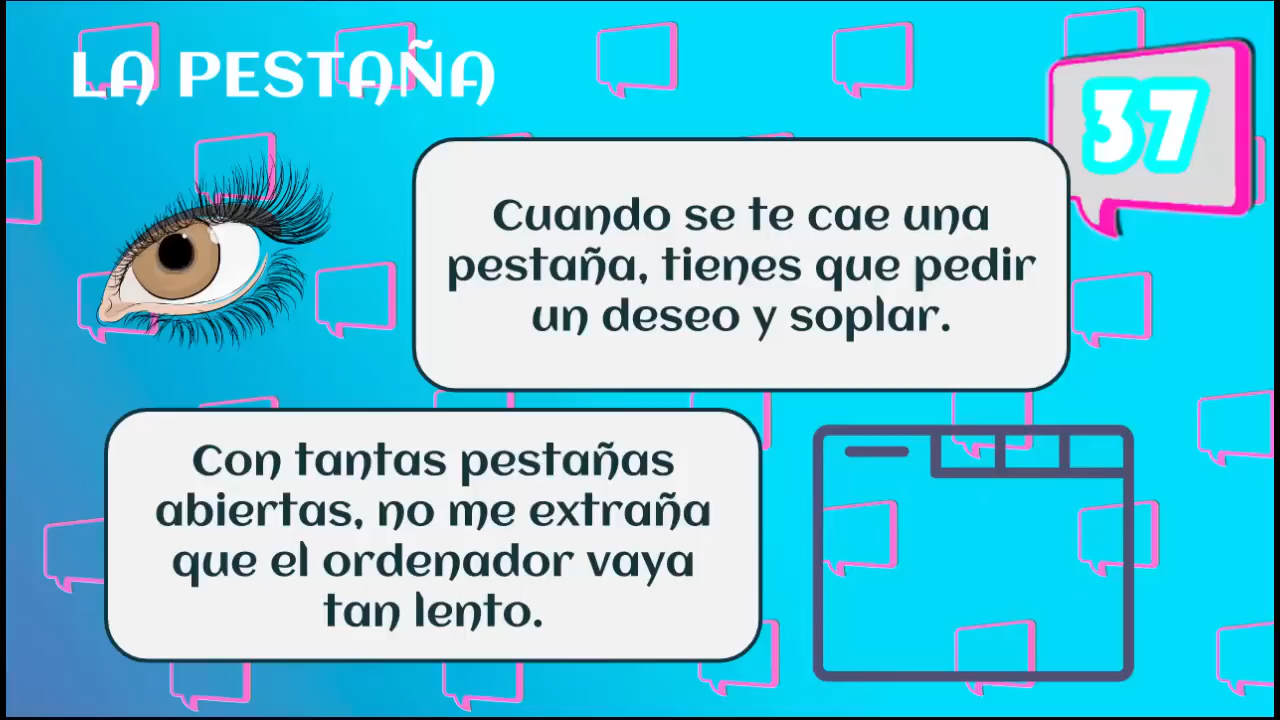 LA PESTAÑA
37
Cuando se te cae una
pestaña, tienes que pedir
un deseo y soplar.
Con tantas pestañas
abiertas, no me extraña
que el ordenador vaya
tan lento.